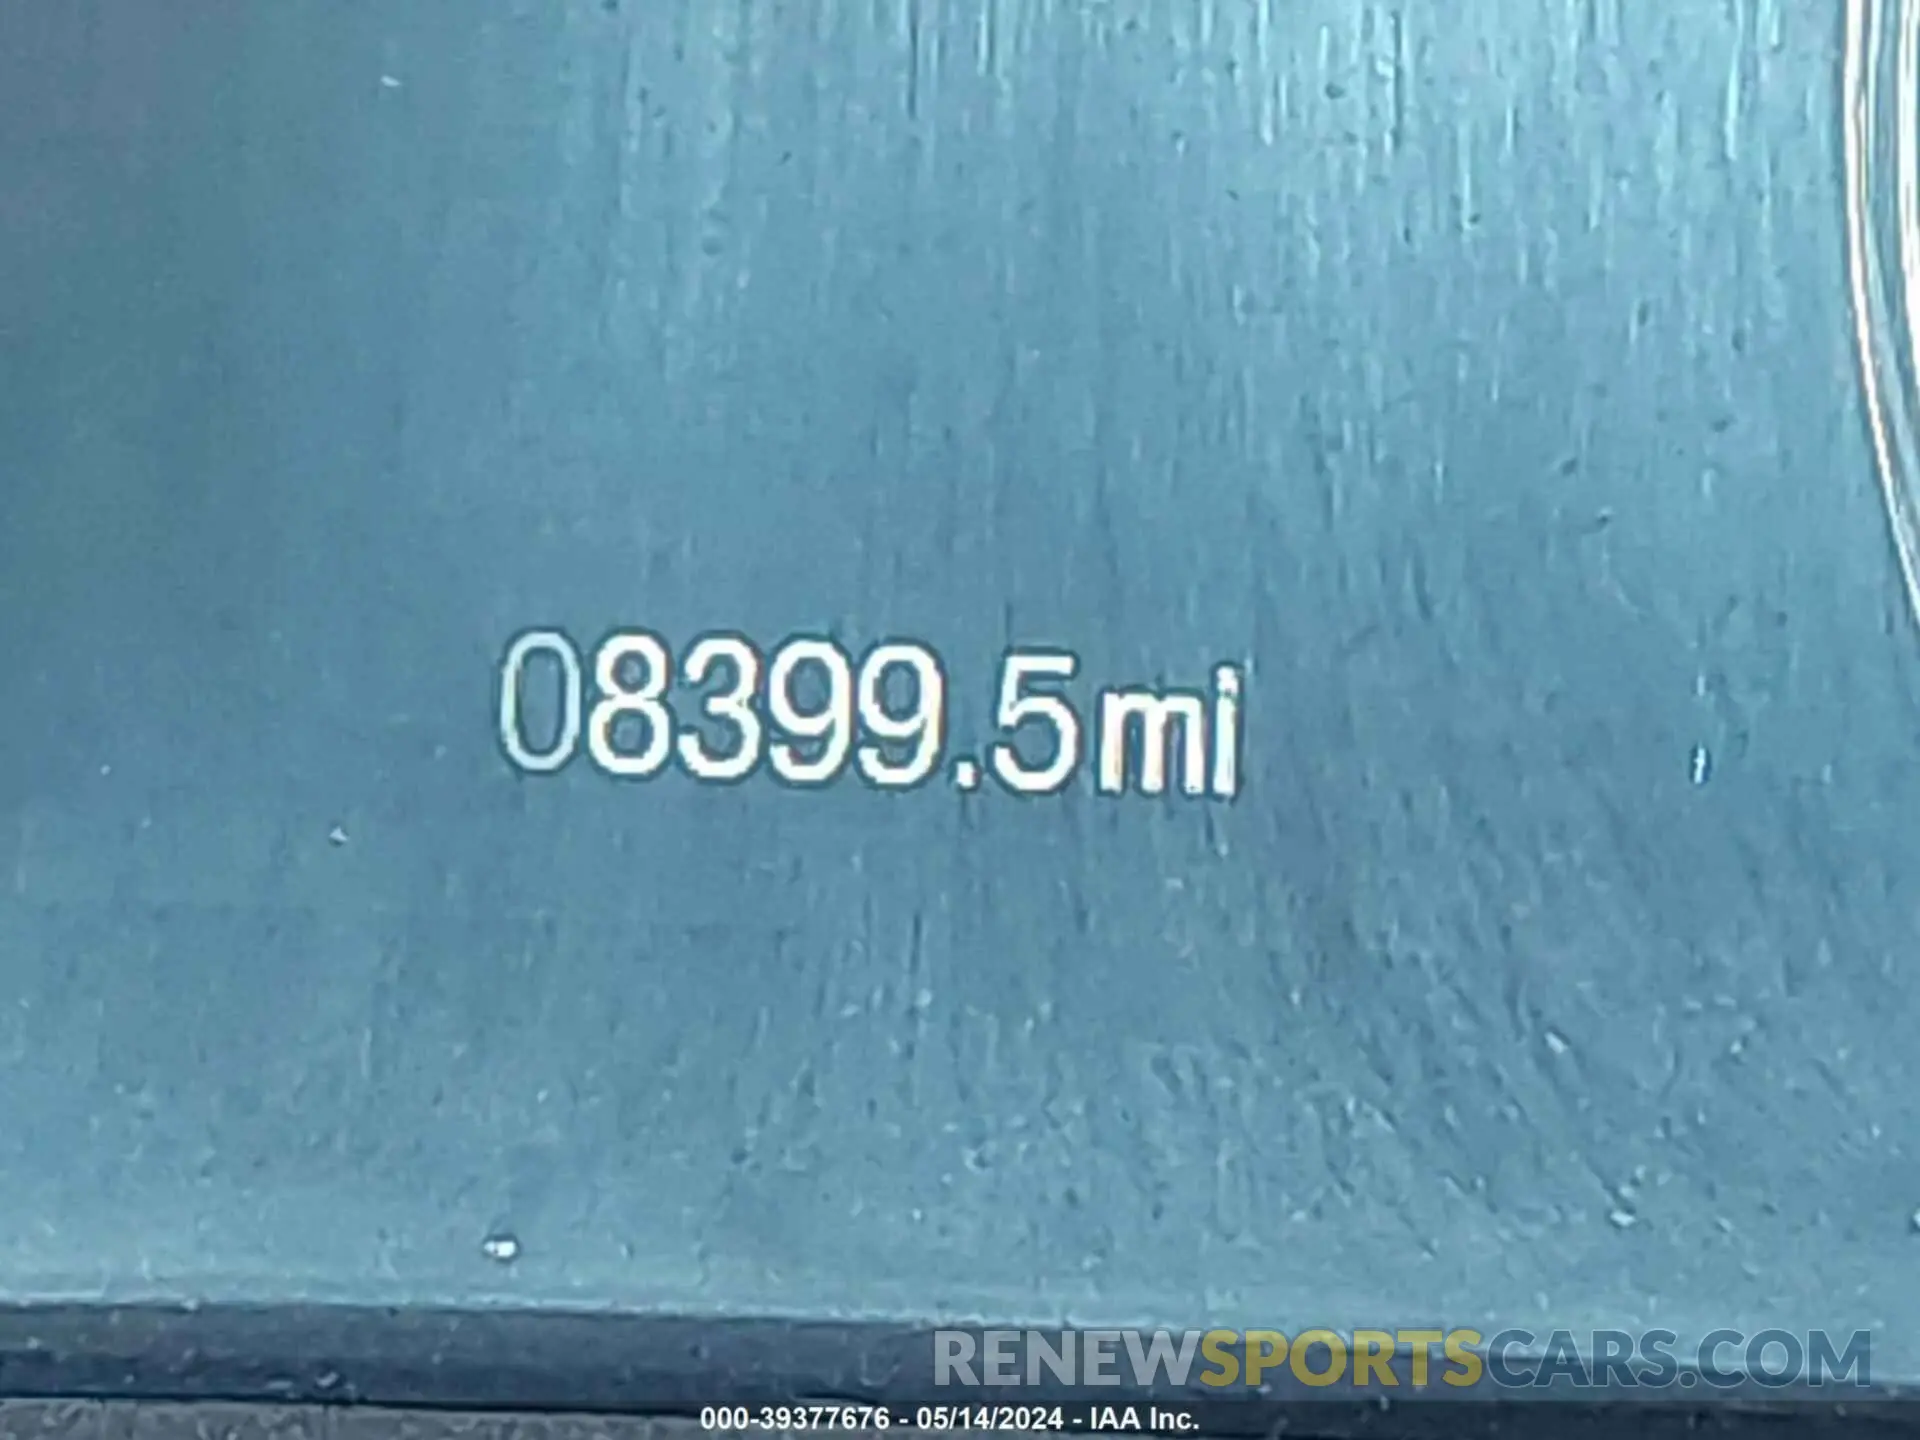 08399.5mi
RENEWSPORTSCARS.COM
000-39377676 - 05/14/2024 - IAA Inc.